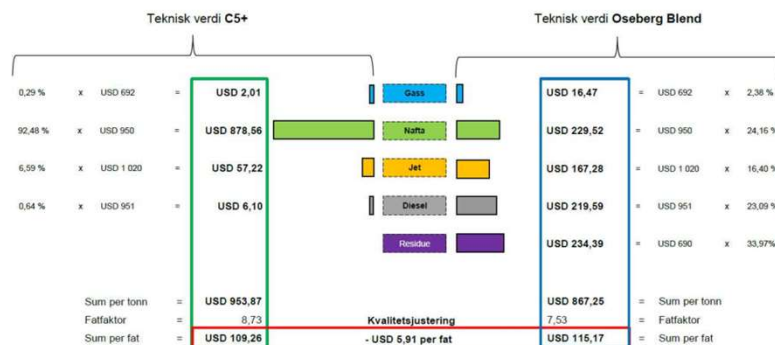 Teknisk verdi C5+ Teknisk verdi Oseberg Blend
0,29 % x USD 692 = USD 2,01 Gass USD 16,47 = USD 692 x 2,38 %
92,48 % x USD 950 = USD 878,56 Nafta USD 229,52 = USD 950 x 24,16 %
6,59 % x USD 1 020 = USD 57,22 Jet USD 167,28 = USD 1 020 x 16,40 %
0,64 % x USD 951 = USD 6,10 Diesel USD 219,59 = USD 951 x 23,09 %
Residue USD 234,39 = USD 690 x 33,97%
Sum per tonn = USD 953,87 USD 867,25 = Sum per tonn
Fatfaktor = 8,73 Kvalitetsjustering 7,53 = Fatfaktor
Sum per fat = USD 109,26 - USD 5,91 per fat USD 115,17 = Sum per fat